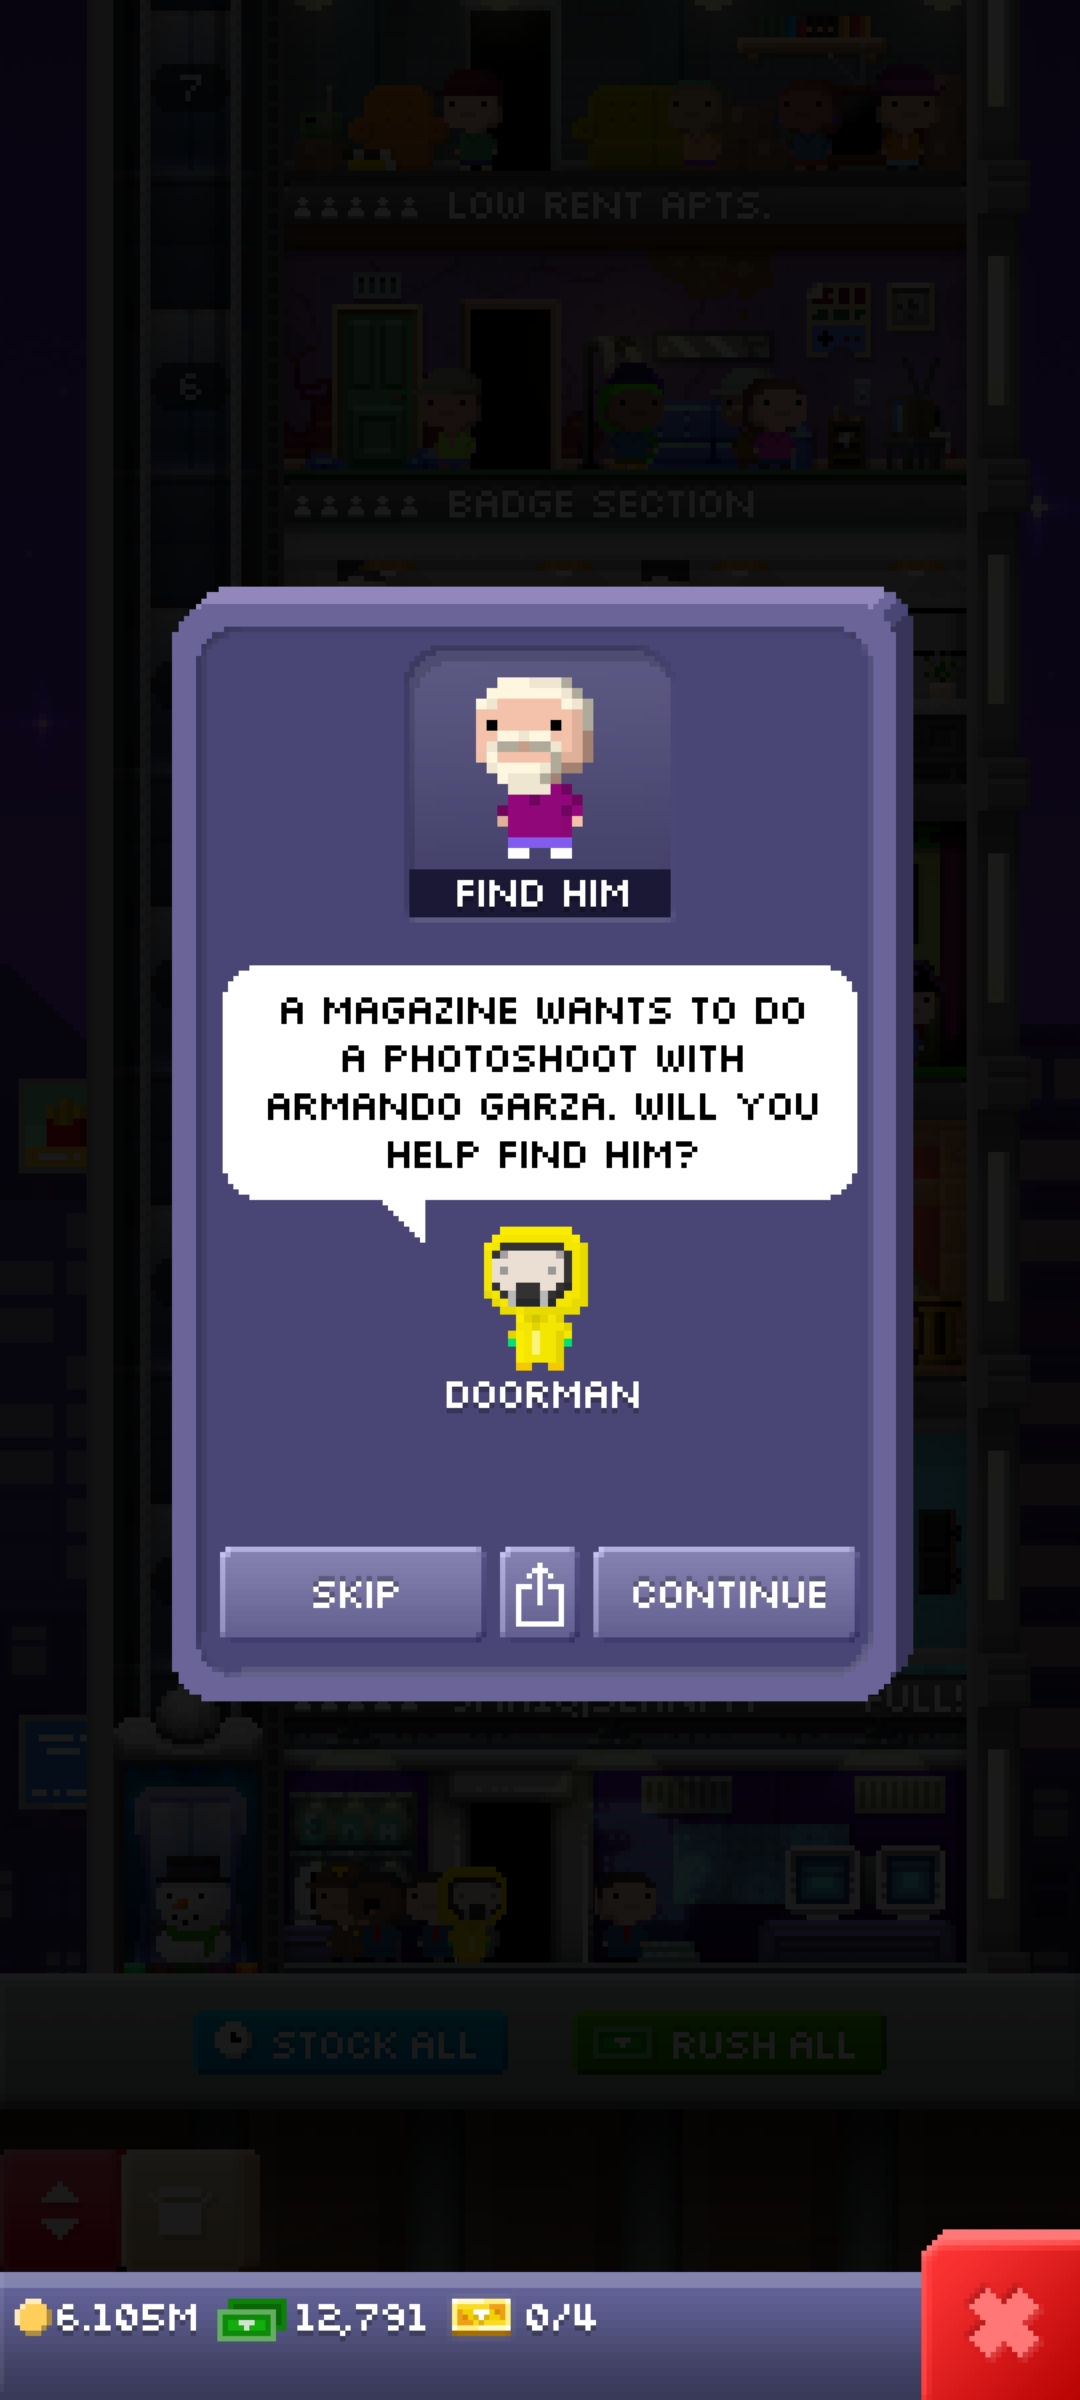 7
LOW RENT APTS.
6
BADGE SECTION
FIND HIM
A MAGAZINE WANTS TO DO
A PHOTOSHOOT WITH
ARMANDO GARZA. WILL YOU
HELP FIND HIM?
DOORMAN
SKIP
CONTINUE
FULL!
STOCK ALL
RUSH ALL
6.105M
12,791
0/4